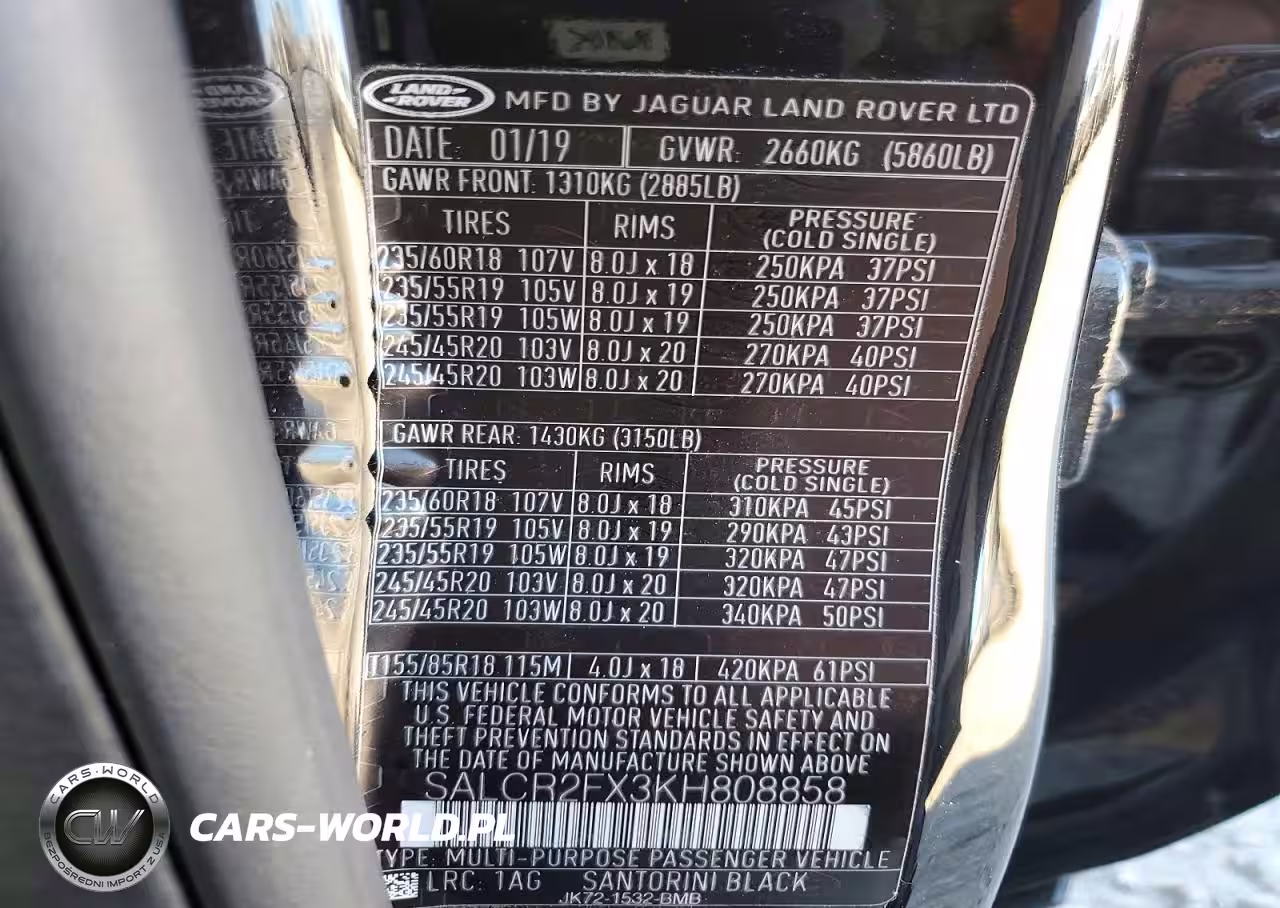 LAND-
-ROVER
MFD BY JAGUAR LAND ROVER LTD
DATE: 01/19 GVWR: 2660KG (5860LB)
GAWR FRONT: 1310KG (2885LB)
TIRES RIMS PRESSURE (COLD SINGLE)
235/60R18 107V 8.0J x 18 250KPA 37PSI
235/55R19 105V 8.0J x 19 250KPA 37PSI
235/55R19 105W 8.0J x 19 250KPA 37PSI
245/45R20 103V 8.0J x 20 270KPA 40PSI
245/45R20 103W 8.0J x 20 270KPA 40PSI
GAWR REAR: 1430KG (3150LB)
TIRES RIMS PRESSURE (COLD SINGLE)
235/60R18 107V 8.0J x 18 310KPA 45PSI
235/55R19 105V 8.0J x 19 290KPA 43PSI
235/55R19 105W 8.0J x 19 320KPA 47PSI
245/45R20 103V 8.0J x 20 320KPA 47PSI
245/45R20 103W 8.0J x 20 340KPA 50PSI
T155/85R18 115M 4.0J x 18 420KPA 61PSI
THIS VEHICLE CONFORMS TO ALL APPLICABLE
U.S. FEDERAL MOTOR VEHICLE SAFETY AND
THEFT PREVENTION STANDARDS IN EFFECT ON
THE DATE OF MANUFACTURE SHOWN ABOVE
SALCR2FX3KH808858
TYPE: MULTI-PURPOSE PASSENGER VEHICLE
LRC: 1AG SANTORINI BLACK
JK72-1532-BMB
CARS-WORLD
CW
BEZPOŚREDNI IMPORT Z USA
CARS-WORLD.PL